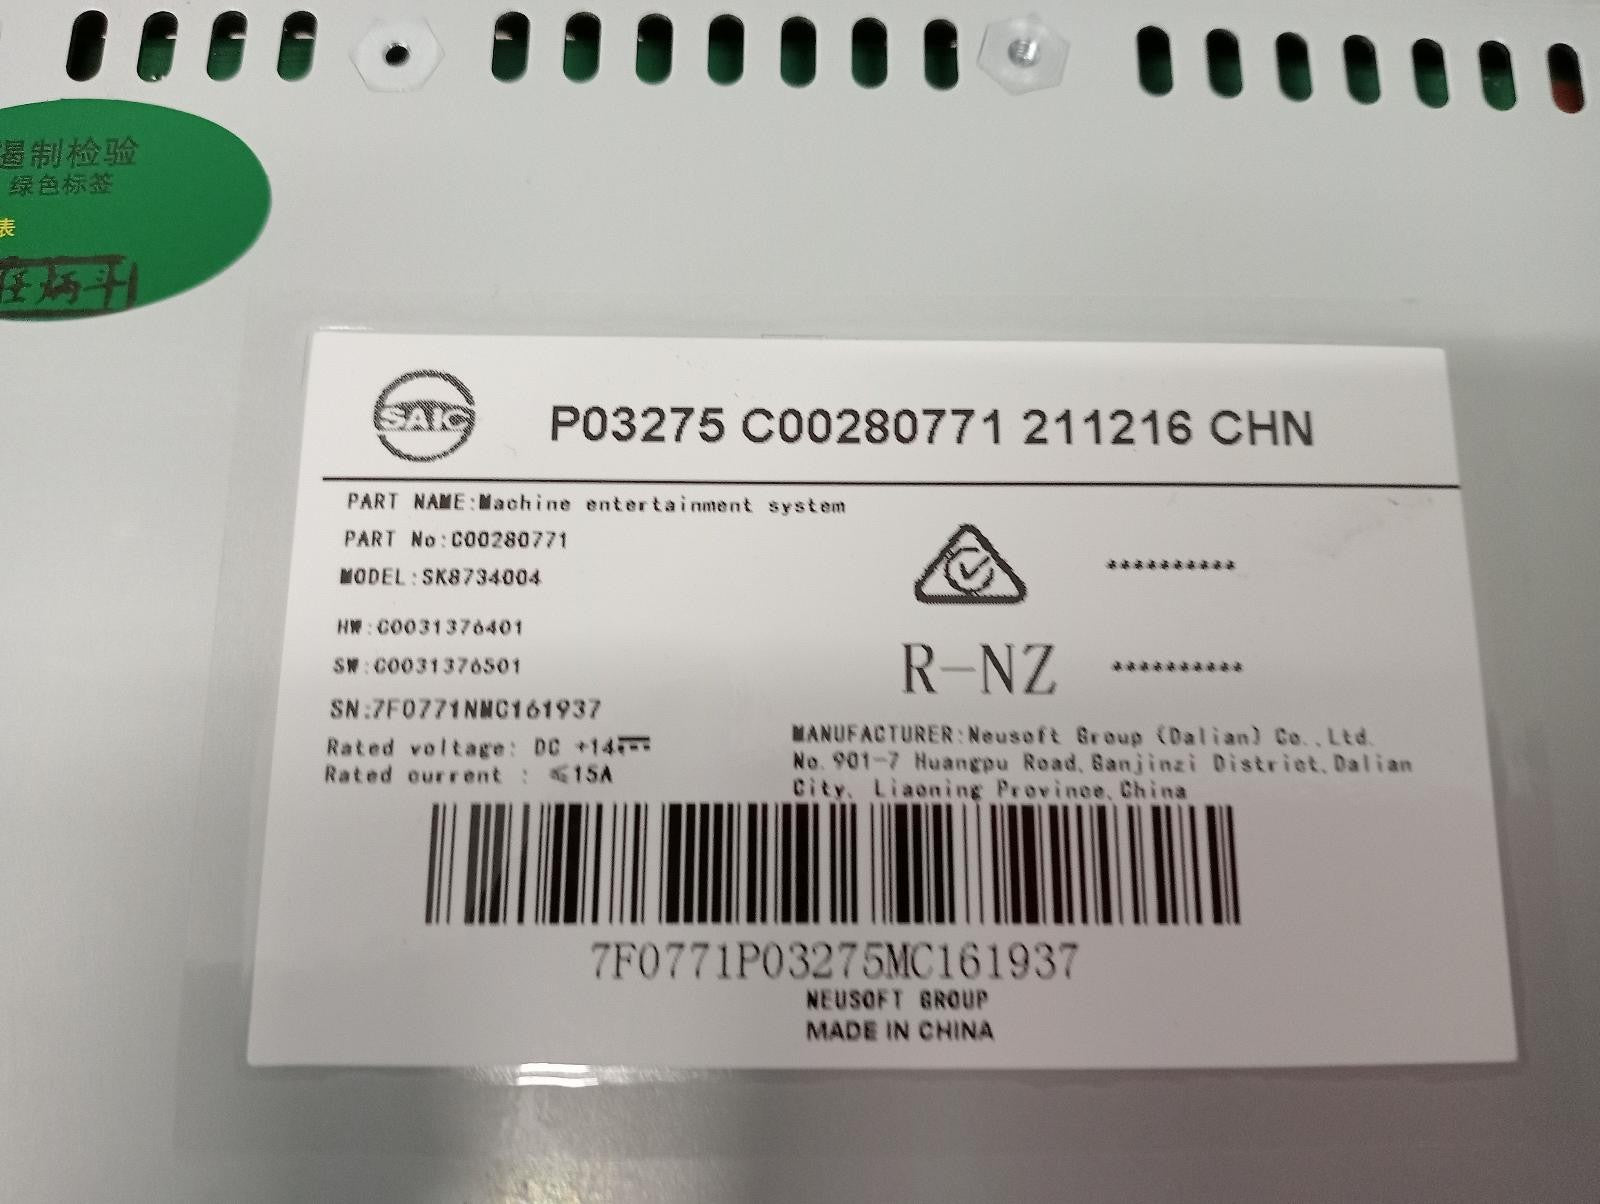 遏制检验
绿色标签
表
SAIC
P03275 C00280771 211216 CHN
PART NAME:Machine entertainment system
PART No:C00280771
MODEL:SK8734004
HW:C0031376401
SW:C0031376501
SN:7F0771NMC161937
Rated voltage: DC +14
Rated current : ≤15A
**********
R-NZ
**********
MANUFACTURER:Neusoft Group (Dalian) Co.,Ltd.
No.901-7 Huangpu Road,Ganjinzi District,Dalian
City, Liaoning Province,China
7F0771P03275MC161937
NEUSOFT GROUP
MADE IN CHINA